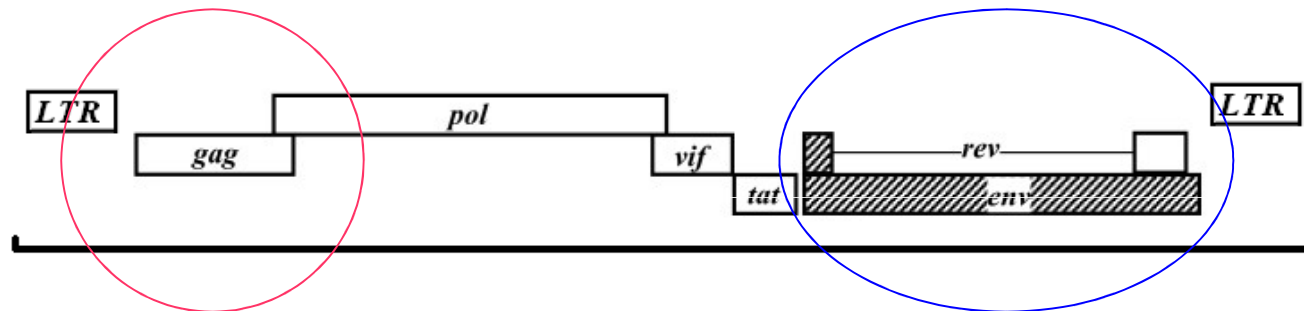 LTR
gag
pol
vif
tat
rev
env
LTR